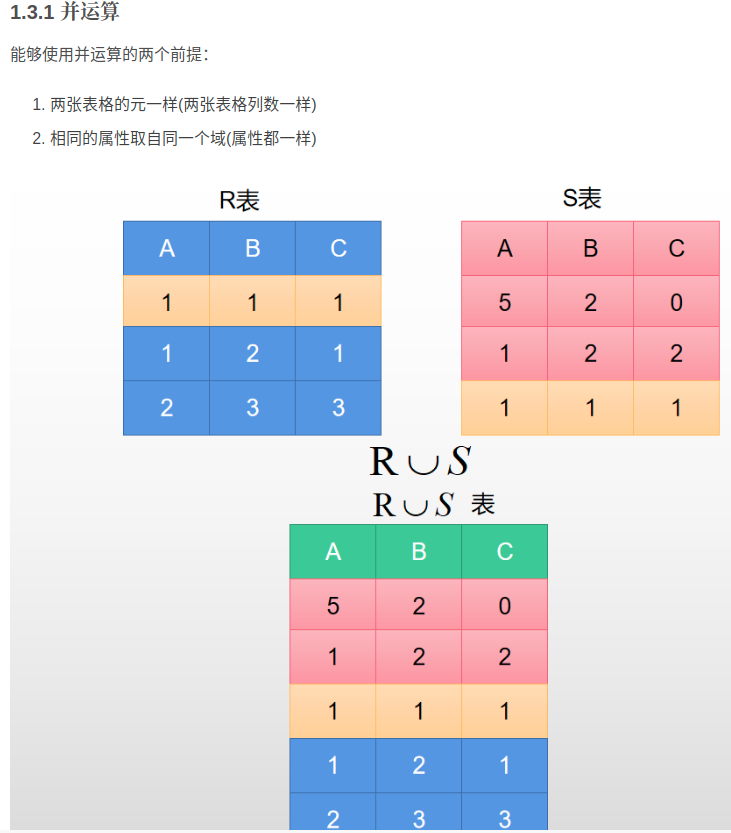 1.3.1 并运算
能够使用并运算的两个前提：
1. 两张表格的元一样(两张表格列数一样)
2. 相同的属性取自同一个域(属性都一样)
R表 S表
A B C A B C
1 1 1 5 2 0
1 2 1 1 2 2
2 3 3 1 1 1
R ∪ S
R ∪ S 表
A B C
5 2 0
1 2 2
1 1 1
1 2 1
2 3 3